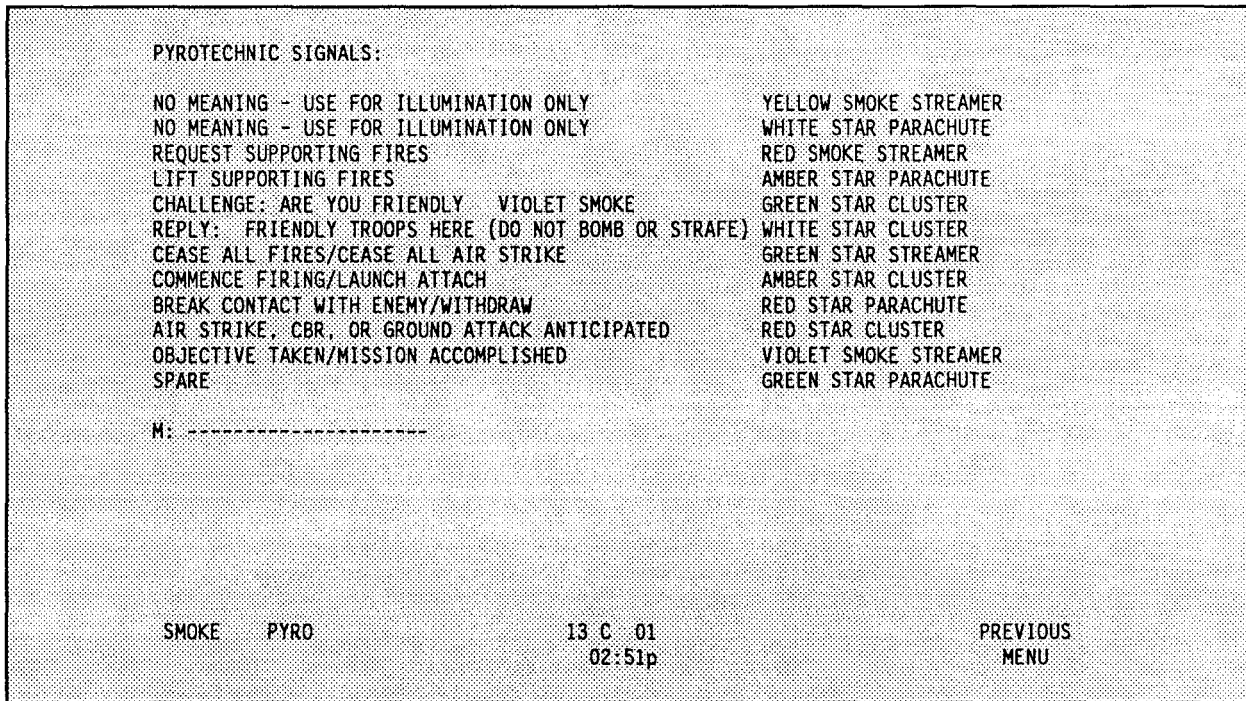 PYROTECHNIC SIGNALS:
NO MEANING - USE FOR ILLUMINATION ONLY YELLOW SMOKE STREAMER
NO MEANING - USE FOR ILLUMINATION ONLY WHITE STAR PARACHUTE
REQUEST SUPPORTING FIRES RED SMOKE STREAMER
LIFT SUPPORTING FIRES AMBER STAR PARACHUTE
CHALLENGE: ARE YOU FRIENDLY VIOLET SMOKE GREEN STAR CLUSTER
REPLY: FRIENDLY TROOPS HERE (DO NOT BOMB OR STRAFE) WHITE STAR CLUSTER
CEASE ALL FIRES/CEASE ALL AIR STRIKE GREEN STAR STREAMER
COMMENCE FIRING/LAUNCH ATTACH AMBER STAR CLUSTER
BREAK CONTACT WITH ENEMY/WITHDRAW RED STAR PARACHUTE
AIR STRIKE, CBR, OR GROUND ATTACK ANTICIPATED RED STAR CLUSTER
OBJECTIVE TAKEN/MISSION ACCOMPLISHED VIOLET SMOKE STREAMER
SPARE GREEN STAR PARACHUTE
M: ---------------------
SMOKE PYRO 13 C 01 PREVIOUS
02:51p MENU